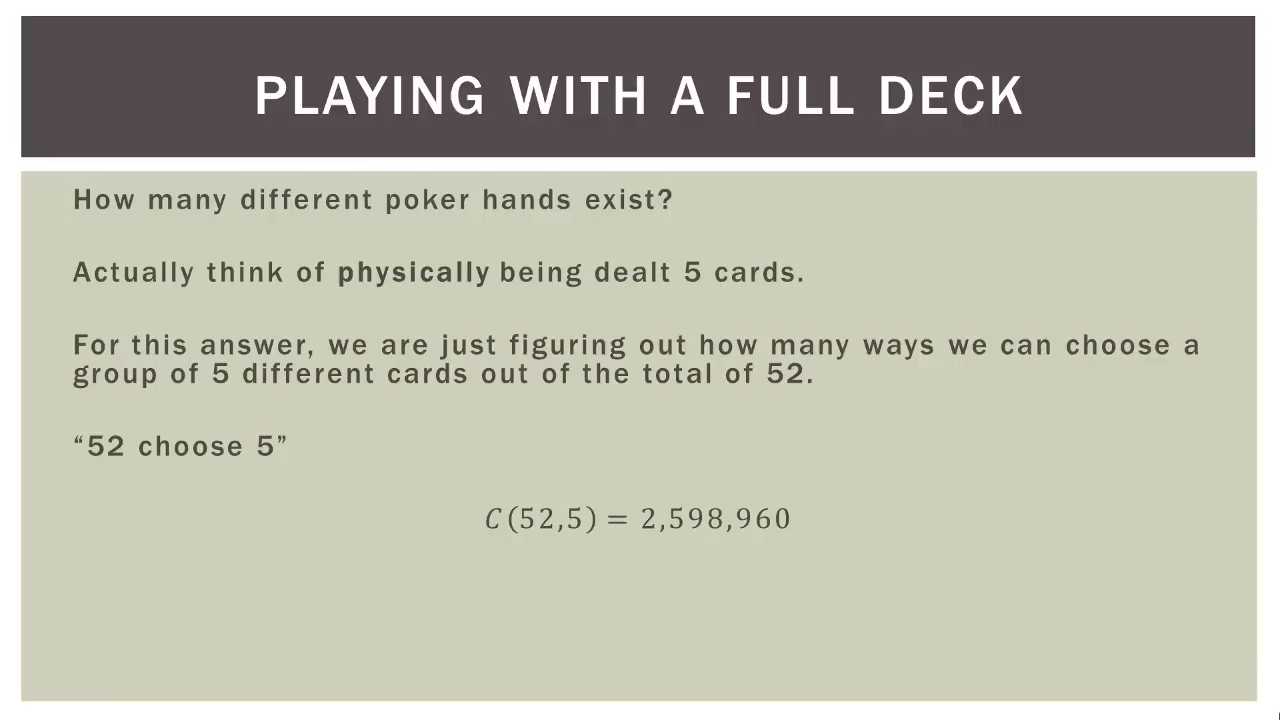 PLAYING WITH A FULL DECK
How many different poker hands exist?
Actually think of physically being dealt 5 cards.
For this answer, we are just figuring out how many ways we can choose a
group of 5 different cards out of the total of 52.
“52 choose 5”
C(52,5) = 2,598,960